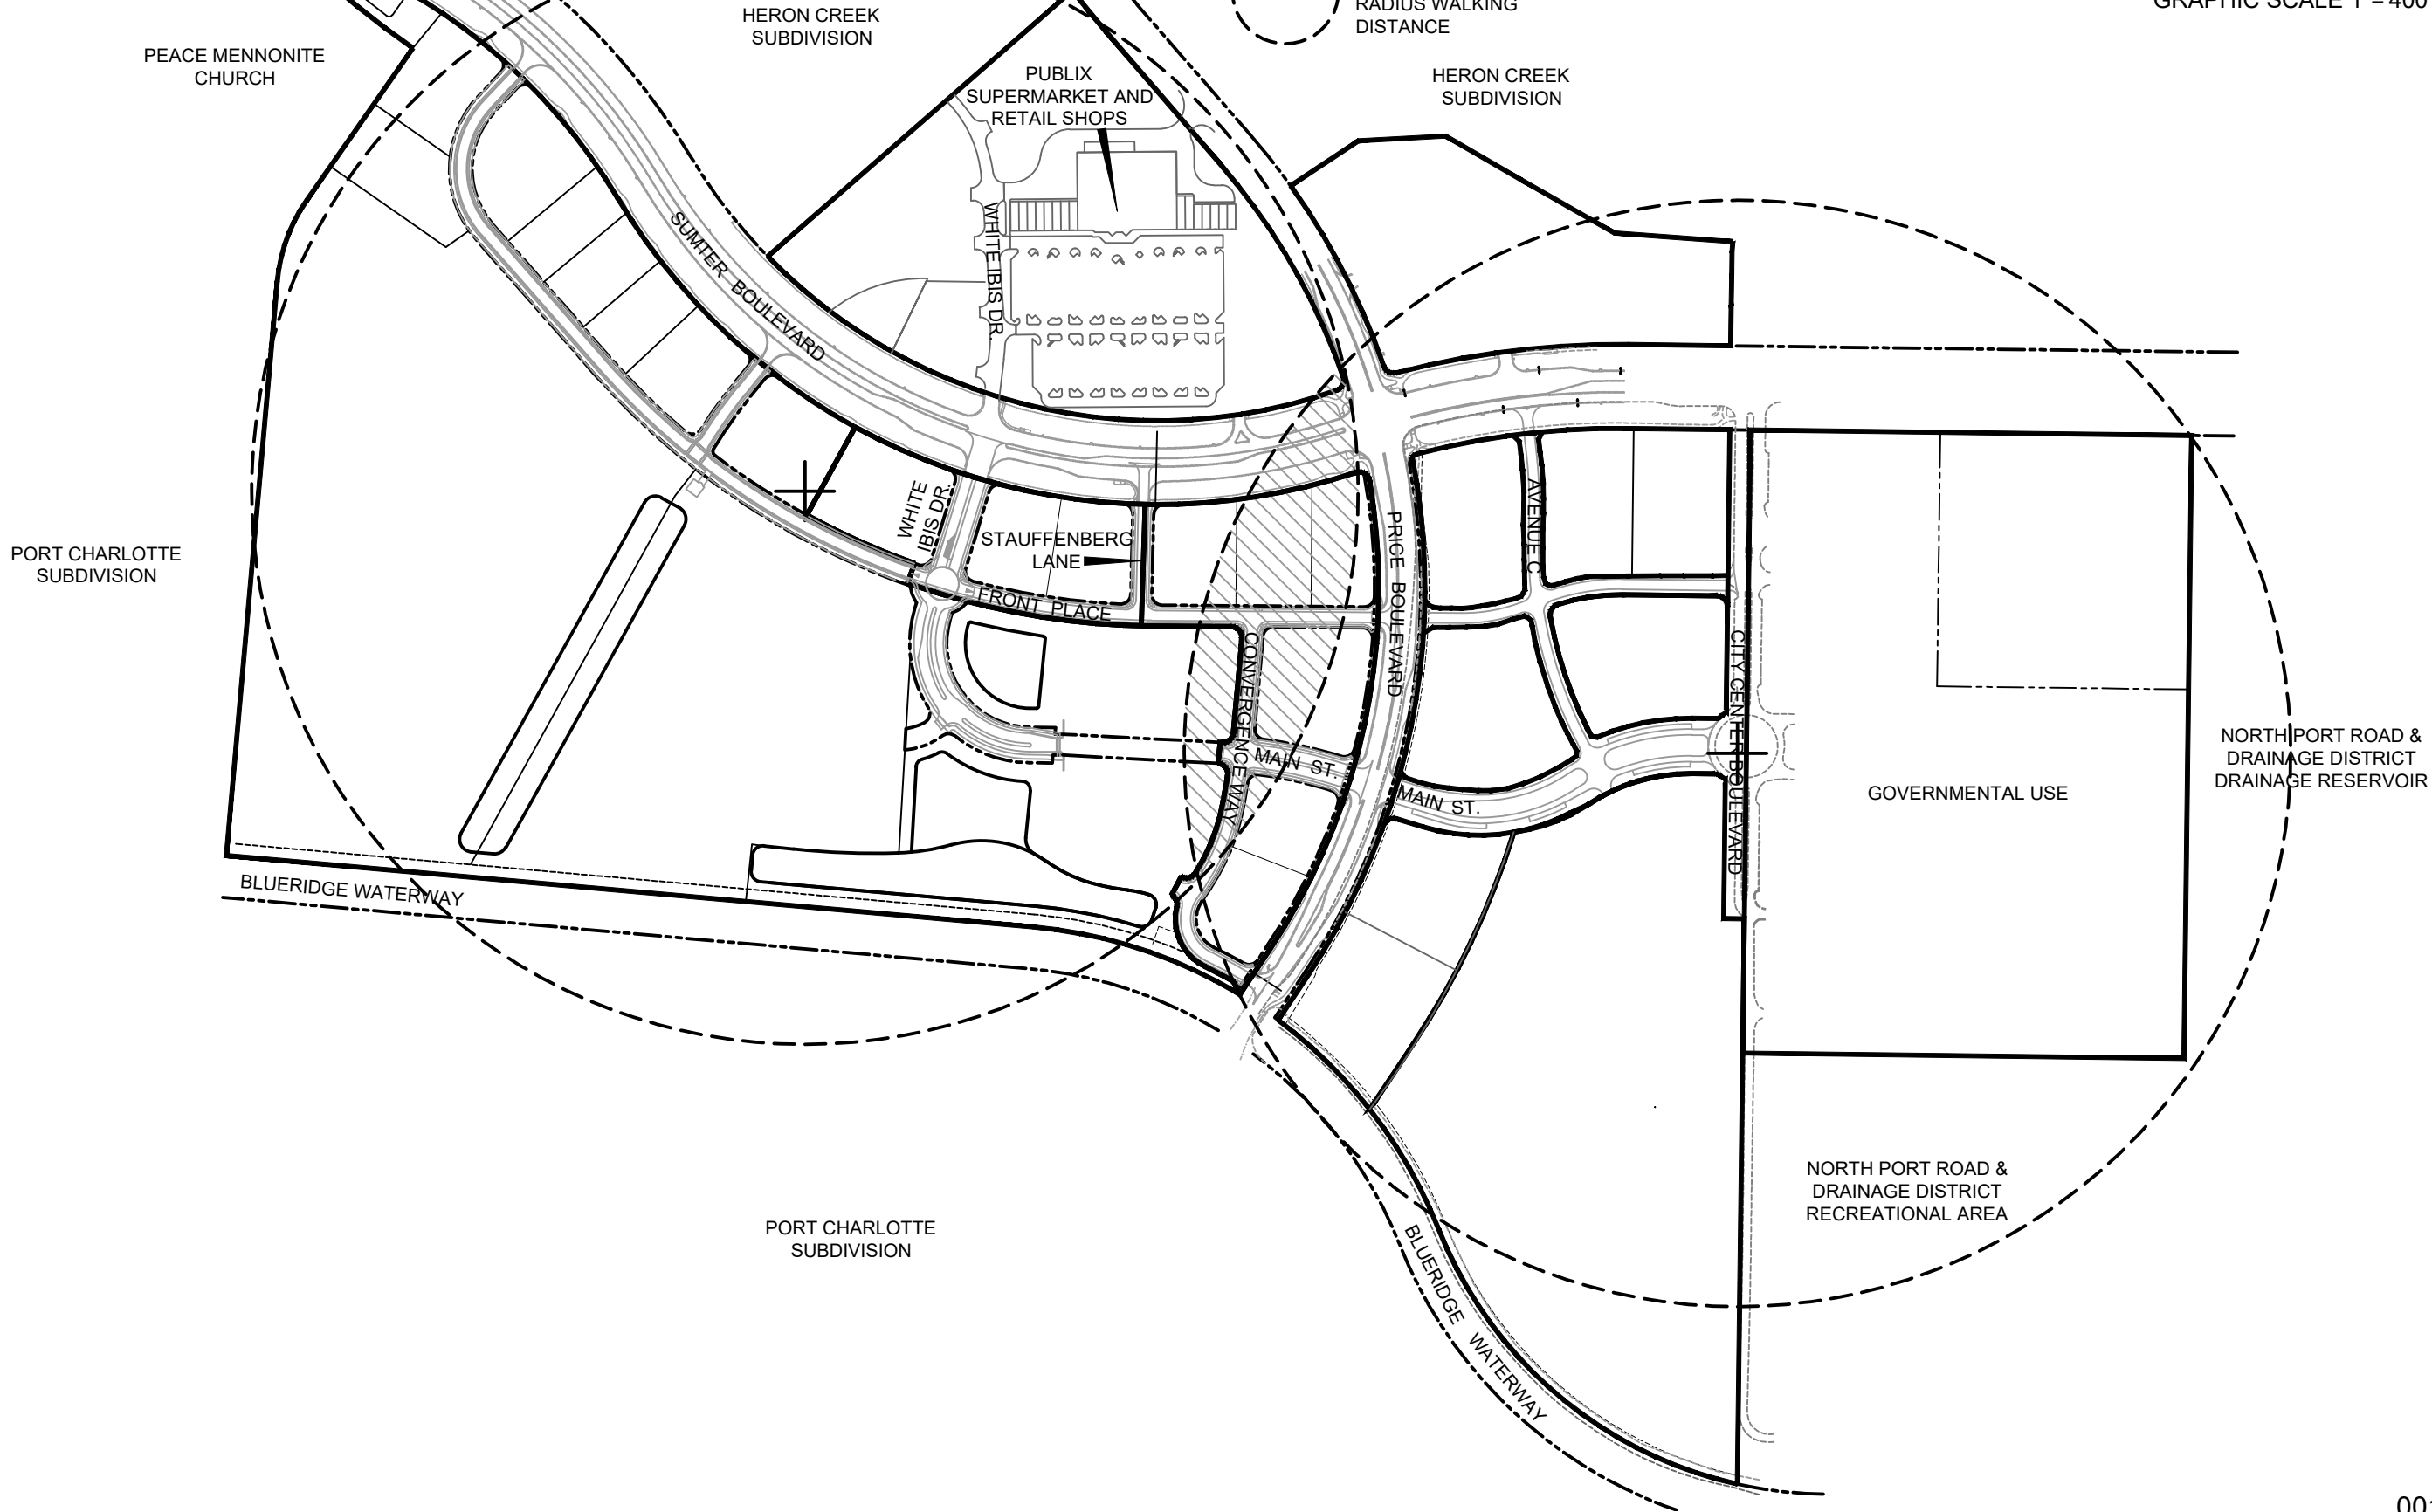 HERON CREEK
SUBDIVISION
RADIUS WALKING
DISTANCE
GRAPHIC SCALE 1"=400'
PEACE MENNONITE
CHURCH
PUBLIX
SUPERMARKET AND
RETAIL SHOPS
HERON CREEK
SUBDIVISION
SUMTER BOULEVARD
WHITE IBIS DR.
PORT CHARLOTTE
SUBDIVISION
WHITE
IBIS DR.
STAUFFENBERG
LANE
FRONT PLACE
PRICE BOULEVARD
AVENUE C
CONVERGENCE WAY
MAIN ST.
MAIN ST.
CITY CENTER BOULEVARD
GOVERNMENTAL USE
NORTH PORT ROAD &
DRAINAGE DISTRICT
DRAINAGE RESERVOIR
BLUERIDGE WATERWAY
PORT CHARLOTTE
SUBDIVISION
NORTH PORT ROAD &
DRAINAGE DISTRICT
RECREATIONAL AREA
BLUERIDGE WATERWAY